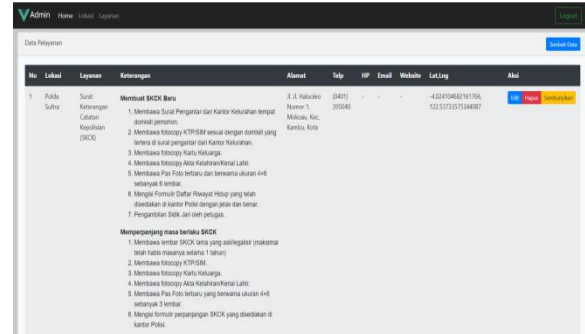 VAdmin Home Lokasi Layanan Logout
Data Pelayanan Tambah Data
No Lokasi Layanan Keterangan Alamat Telp HP Email Website Lat,Lng Aksi
1 Polda Sultra
Surat Keterangan Catatan Kepolisian (SKCK)
Membuat SKCK Baru
1. Membawa Surat Pengantar dari Kantor Kelurahan tempat
domisili pemohon.
2. Membawa fotocopy KTP/SIM sesuai dengan domisili yang
tertera di surat pengantar dari Kantor Kelurahan.
3. Membawa fotocopy Kartu Keluarga.
4. Membawa fotocopy Akta Kelahiran/Kenal Lahir.
5. Membawa Pas Foto terbaru dan berwarna ukuran 4×6
sebanyak 6 lembar.
6. Mengisi Formulir Daftar Riwayat Hidup yang telah
disediakan di kantor Polisi dengan jelas dan benar.
7. Pengambilan Sidik Jari oleh petugas.
Memperpanjang masa berlaku SKCK
1. Membawa lembar SKCK lama yang asli/legalisir (maksimal
telah habis masanya selama 1 tahun)
2. Membawa fotocopy KTP/SIM.
3. Membawa fotocopy Kartu Keluarga.
4. Membawa fotocopy Akta Kelahiran/Kenal Lahir.
5. Membawa Pas Foto terbaru yang berwarna ukuran 4×6
sebanyak 3 lembar.
6. Mengisi formulir perpanjangan SKCK yang disediakan di
kantor Polisi.
Jl. Jl. Haluoleo
Nomor 1,
Mokoau, Kec.
Kambu, Kota
(0401)
395040
- - -
-4.024104682161766,
122.53733575344087
Edit Hapus Sembunyikan